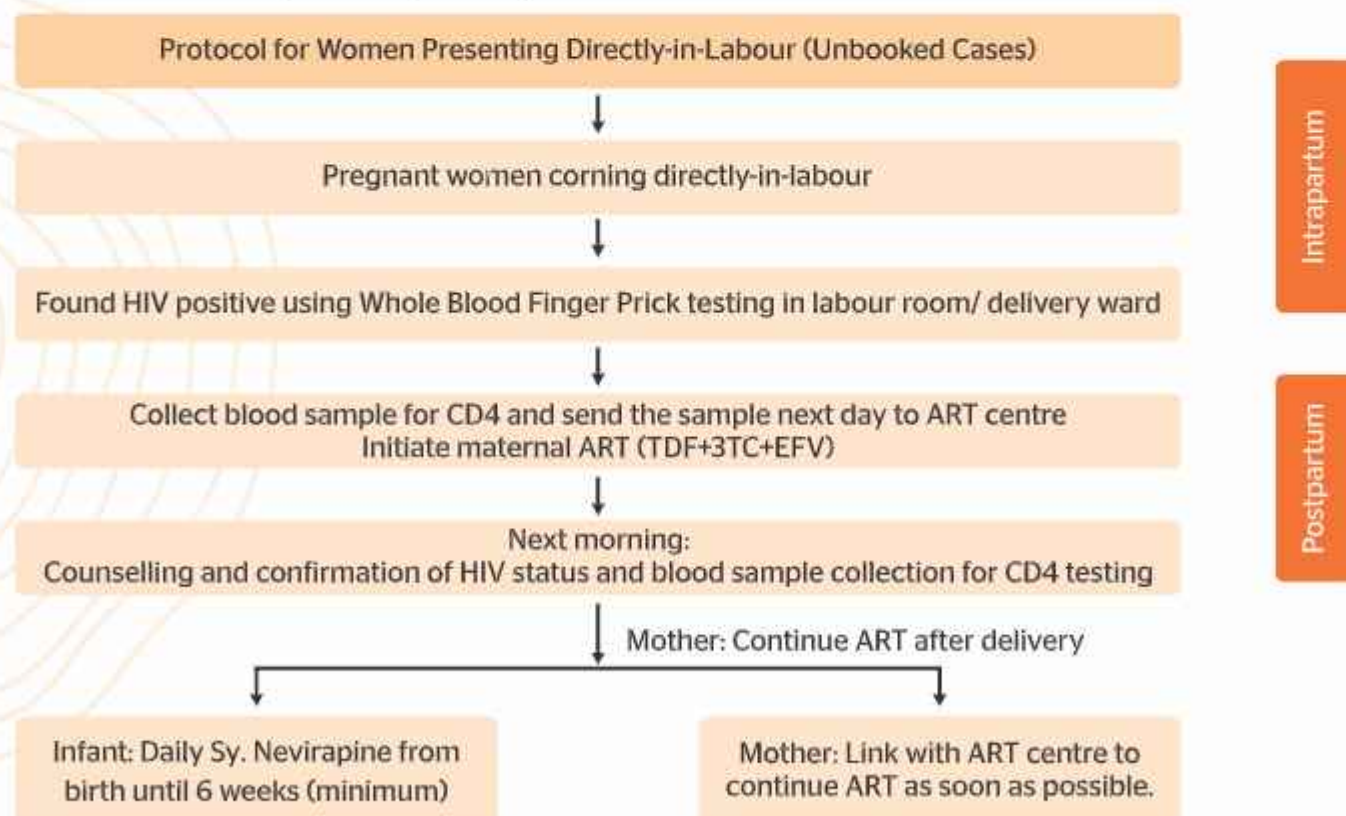 Protocol for Women Presenting Directly-in-Labour (Unbooked Cases)
Pregnant women corning directly-in-labour
Found HIV positive using Whole Blood Finger Prick testing in labour room/ delivery ward
Collect blood sample for CD4 and send the sample next day to ART centre
Initiate maternal ART (TDF+3TC+EFV)
Next morning:
Counselling and confirmation of HIV status and blood sample collection for CD4 testing
Mother: Continue ART after delivery
Infant: Daily Sy. Nevirapine from
birth until 6 weeks (minimum)
Mother: Link with ART centre to
continue ART as soon as possible.
Intrapartum
Postpartum